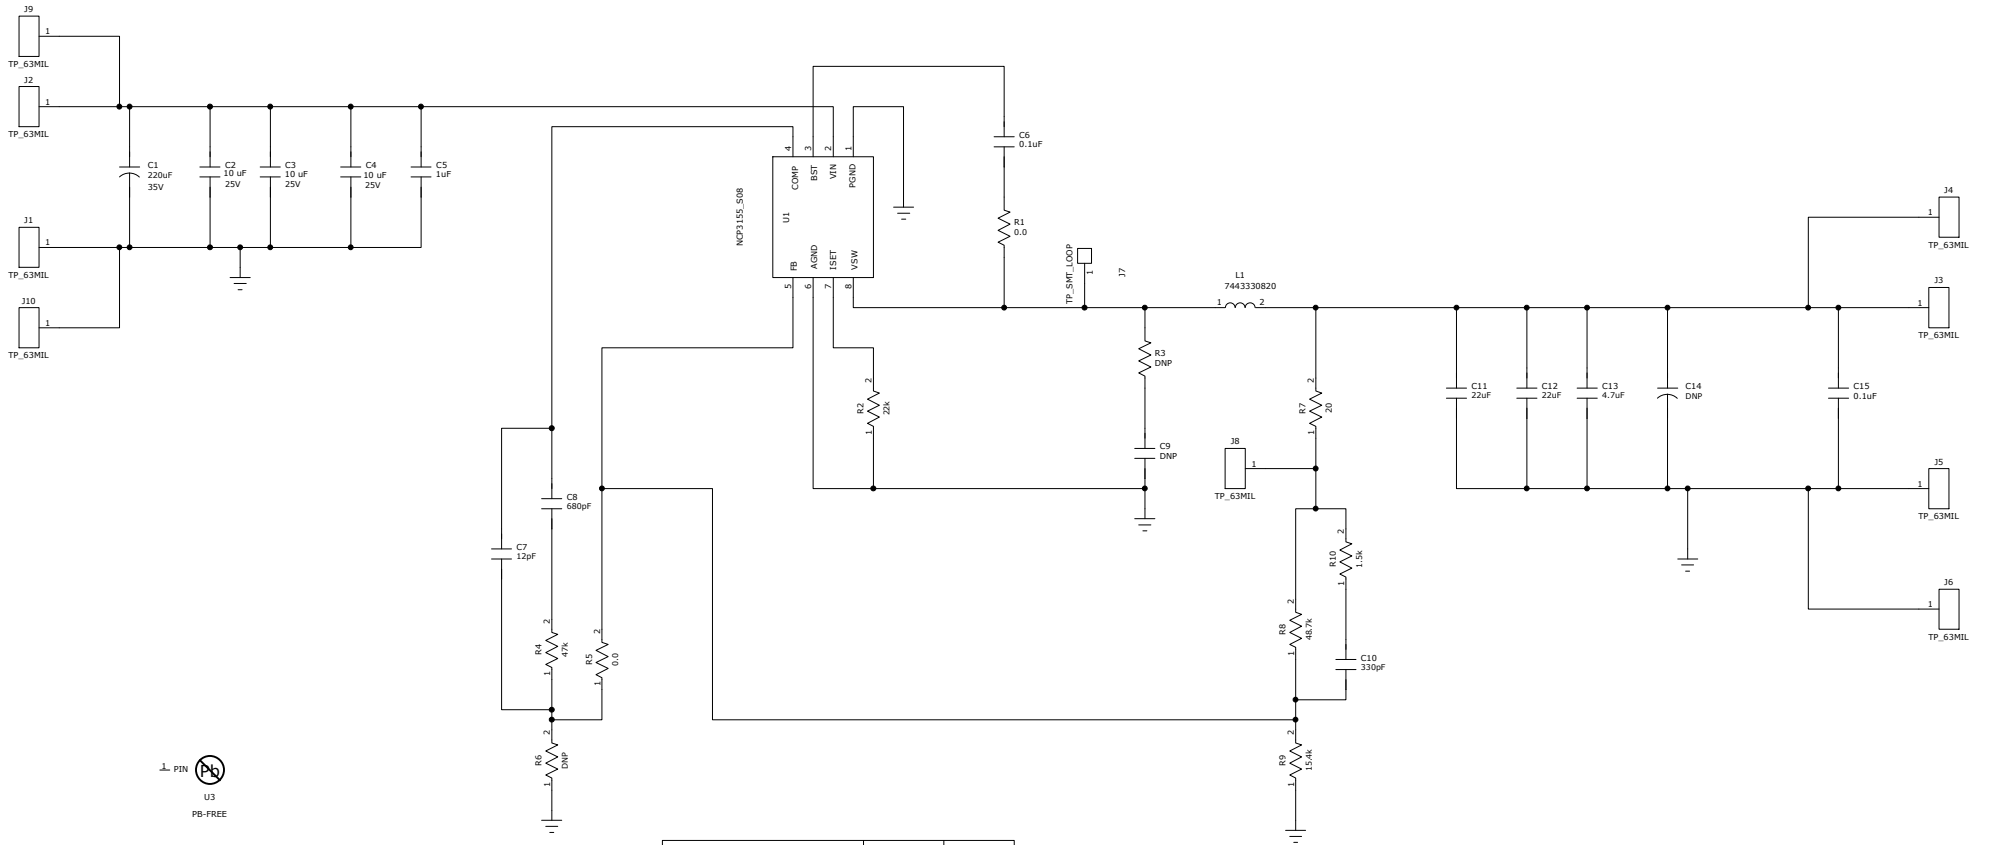 J9
1
TP_63MIL
J2
1
TP_63MIL
J1
1
TP_63MIL
J10
1
TP_63MIL
C1
220uF
35V
C2
10 uF
25V
C3
10 uF
25V
C4
10 uF
25V
C5
1uF
NCP3155_S08
U1
4
3
2
1
COMP
BST
VIN
PGND
FB
AGND
ISET
VSW
5
6
7
8
C6
0.1uF
R1
0.0
TP_SMT_LOOP
1
J7
L1
7443330820
1
2
R3
DNP
C9
DNP
2
R2
22k
1
2
R7
20
1
J8
1
TP_63MIL
C11
22uF
C12
22uF
C13
4.7uF
C14
DNP
C15
0.1uF
J4
1
TP_63MIL
J3
1
TP_63MIL
J5
1
TP_63MIL
J6
1
TP_63MIL
C8
680pF
C7
12pF
2
R4
47k
1
2
R5
0.0
1
2
R6
DNP
1
2
R10
1.5k
1
2
R8
48.7k
1
C10
330pF
2
R9
15.4k
1
1 PIN
Pb
U3
PB-FREE